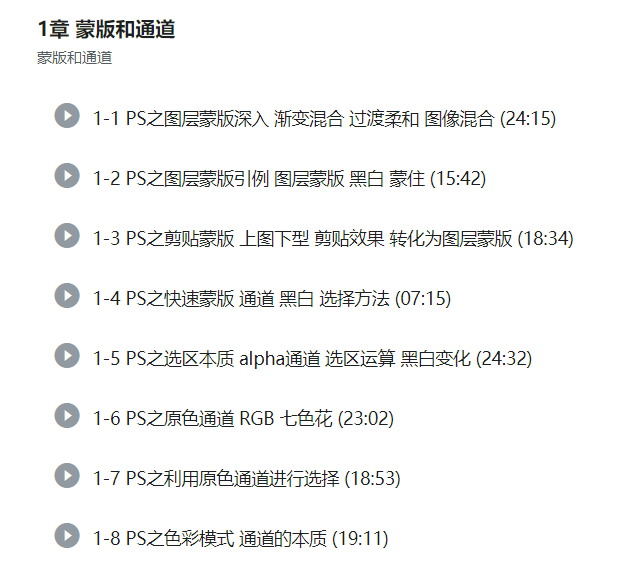 1章 蒙版和通道
蒙版和通道
1-1 PS之图层蒙版深入 渐变混合 过渡柔和 图像混合 (24:15)
1-2 PS之图层蒙版引例 图层蒙版 黑白 蒙住 (15:42)
1-3 PS之剪贴蒙版 上图下型 剪贴效果 转化为图层蒙版 (18:34)
1-4 PS之快速蒙版 通道 黑白 选择方法 (07:15)
1-5 PS之选区本质 alpha通道 选区运算 黑白变化 (24:32)
1-6 PS之原色通道 RGB 七色花 (23:02)
1-7 PS之利用原色通道进行选择 (18:53)
1-8 PS之色彩模式 通道的本质 (19:11)